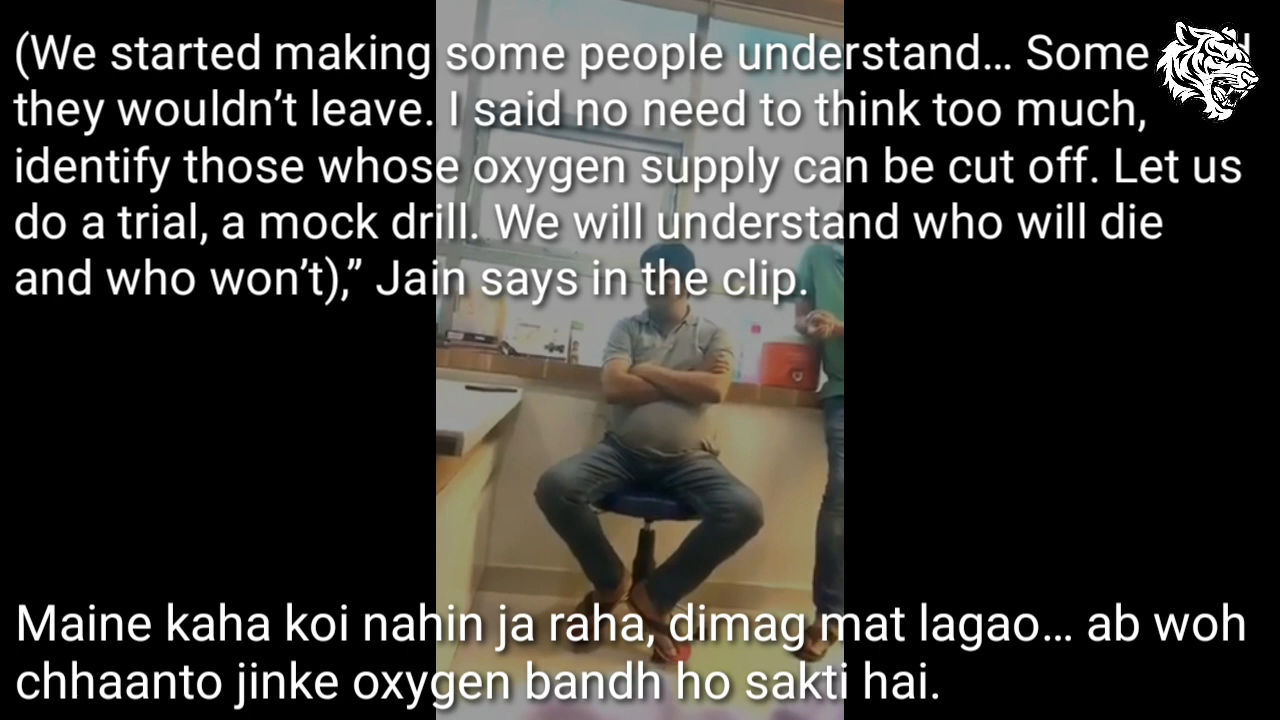 (We started making some people understand… Some
they wouldn’t leave. I said no need to think too much,
identify those whose oxygen supply can be cut off. Let us
do a trial, a mock drill. We will understand who will die
and who won’t),” Jain says in the clip.
Maine kaha koi nahin ja raha, dimag mat lagao… ab woh
chhaanto jinke oxygen bandh ho sakti hai.